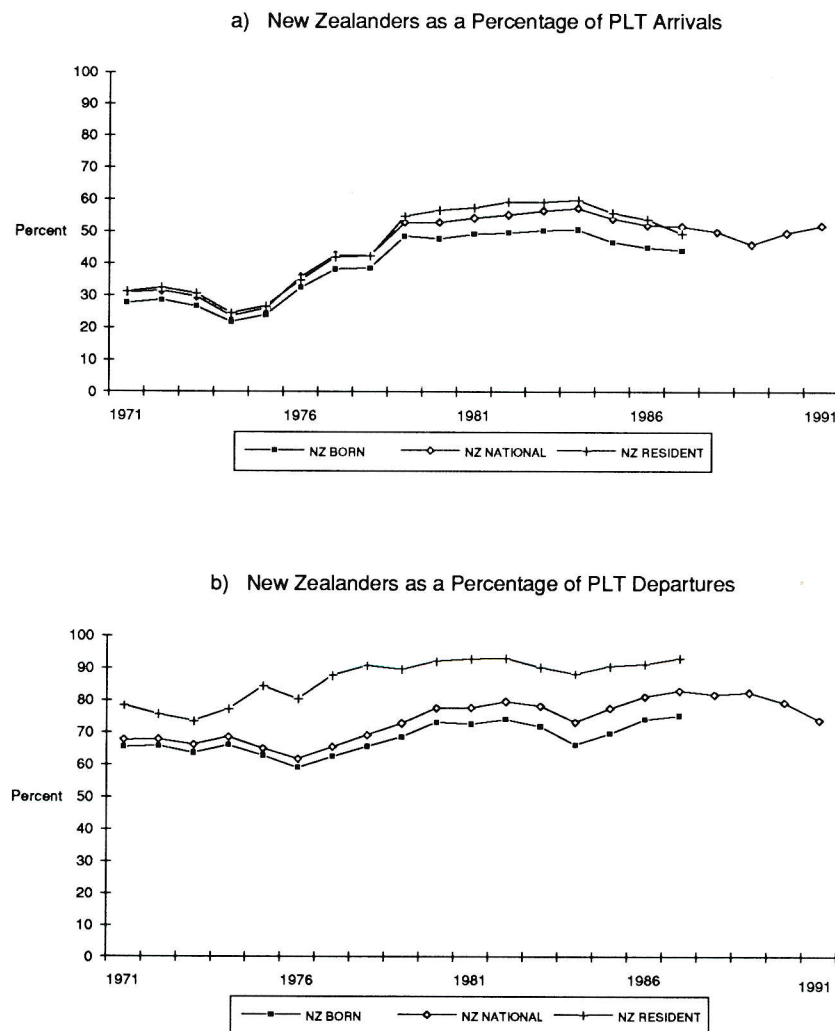 a) New Zealanders as a Percentage of PLT Arrivals
100
90
80
70
60
Percent 50
40
30
20
10
0
1971 1976 1981 1986 1991
NZ BORN NZ NATIONAL NZ RESIDENT
b) New Zealanders as a Percentage of PLT Departures
100
90
80
70
60
Percent 50
40
30
20
10
0
1971 1976 1981 1986 1991
NZ BORN NZ NATIONAL NZ RESIDENT